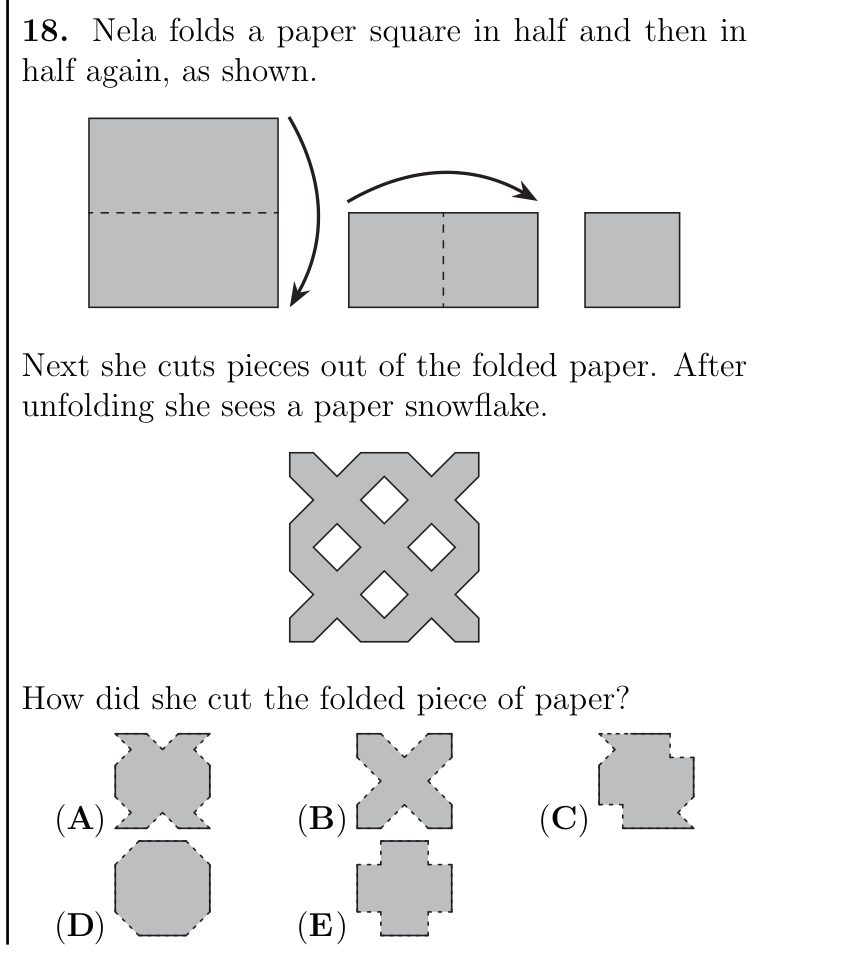 18. Nela folds a paper square in half and then in
half again, as shown.
Next she cuts pieces out of the folded paper. After
unfolding she sees a paper snowflake.
How did she cut the folded piece of paper?
(A) (B) (C)
(D) (E)